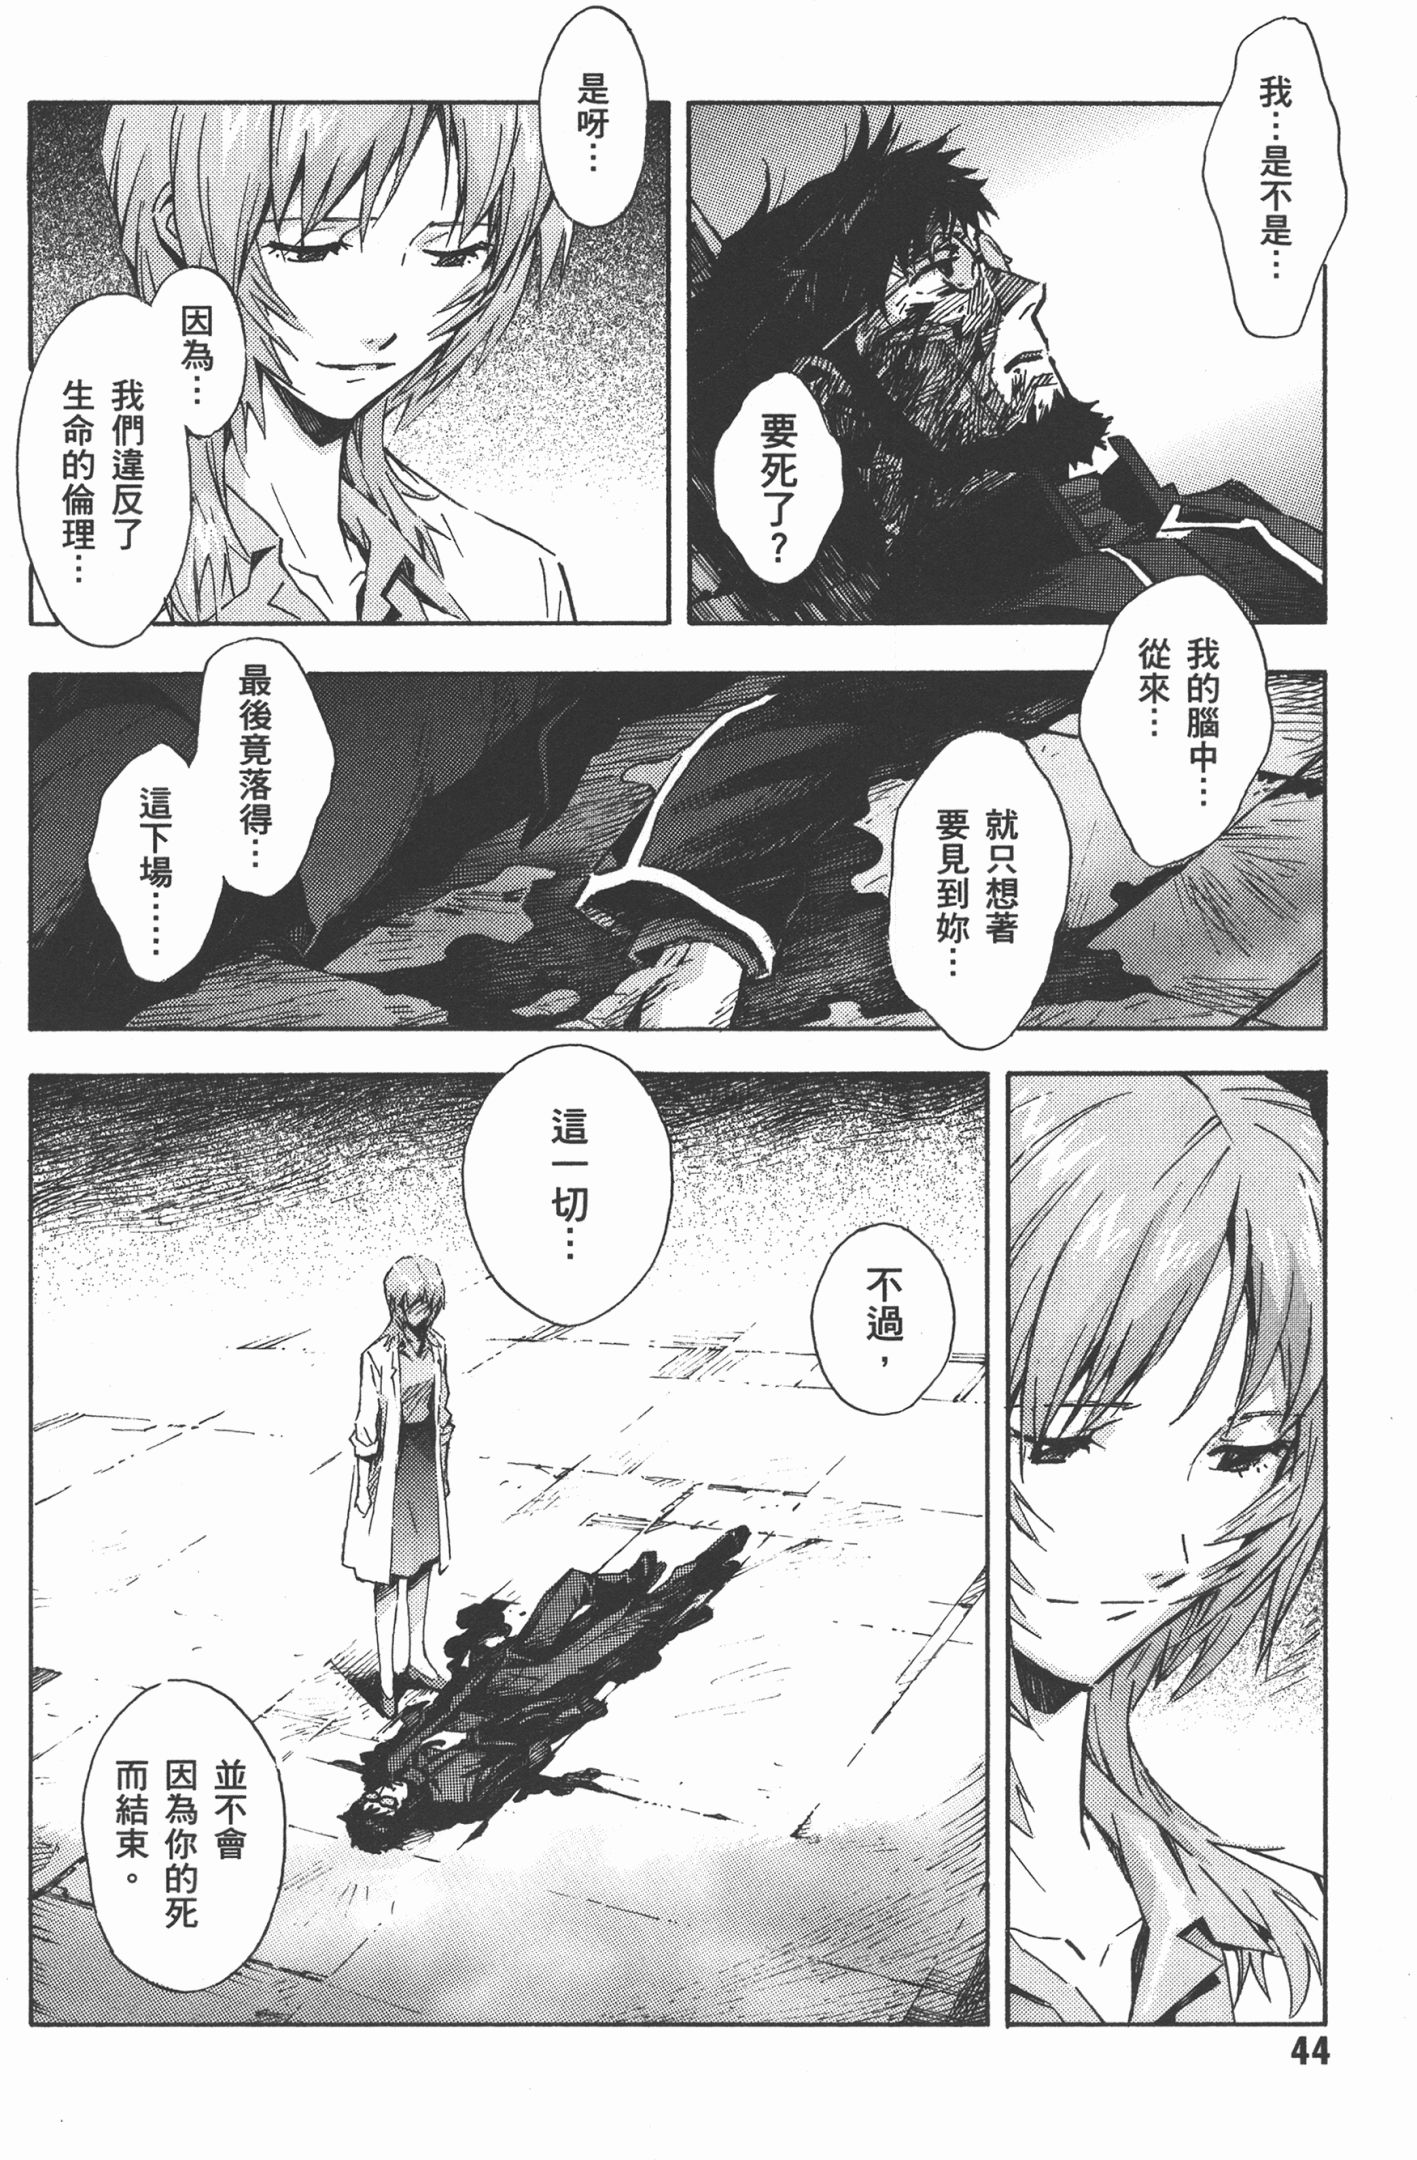 我…是不是…
要死了？
是呀…
因為…
我們違反了
生命的倫理…
我的腦中…
從來…
就只想著
要見到妳…
最後竟落得…
這下場……
不過，
這一切…
並不會
因為你的死
而結束。
44